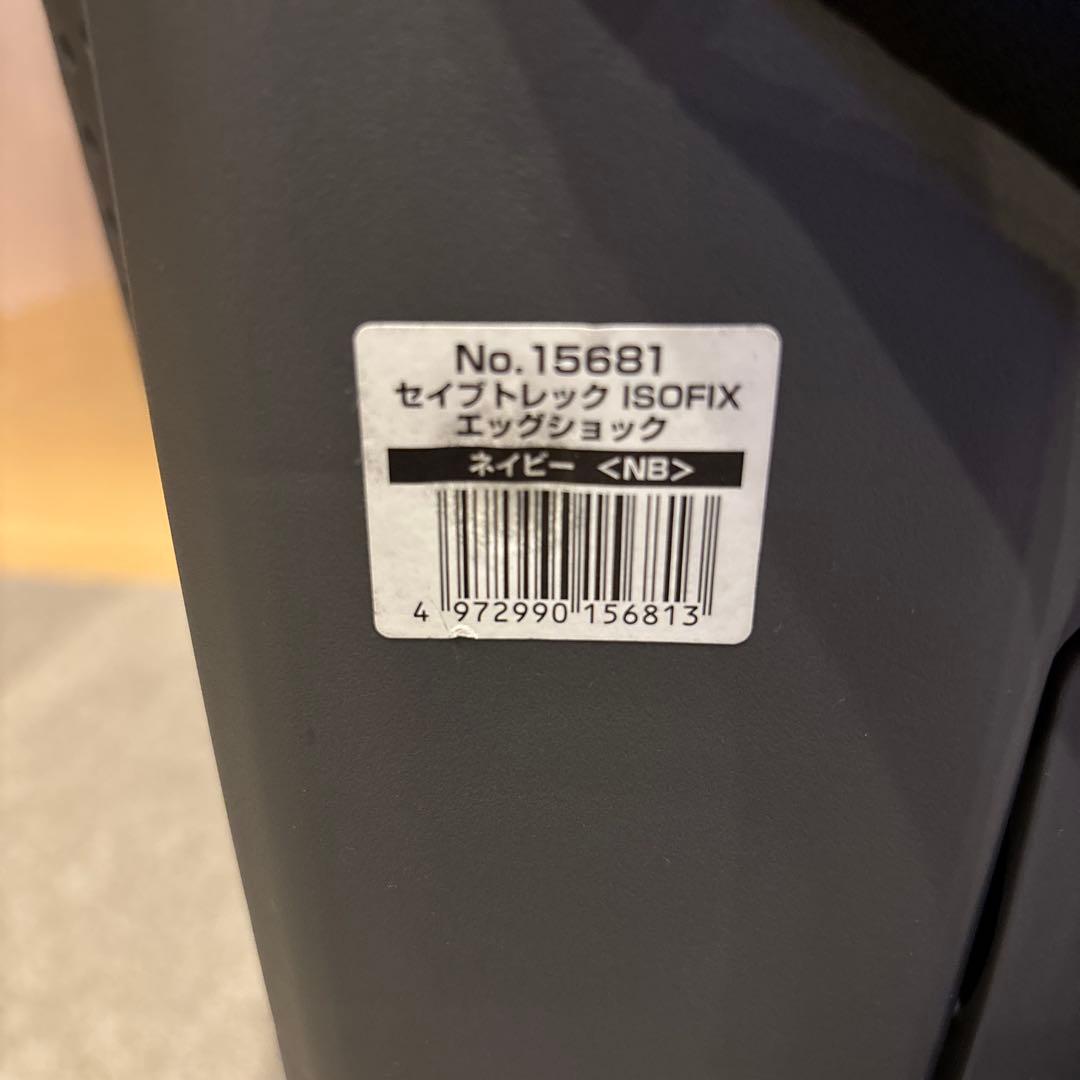 No.15681
セイブトレック ISOFIX
エッグショック
ネイビー <NB>
4 972990 156813